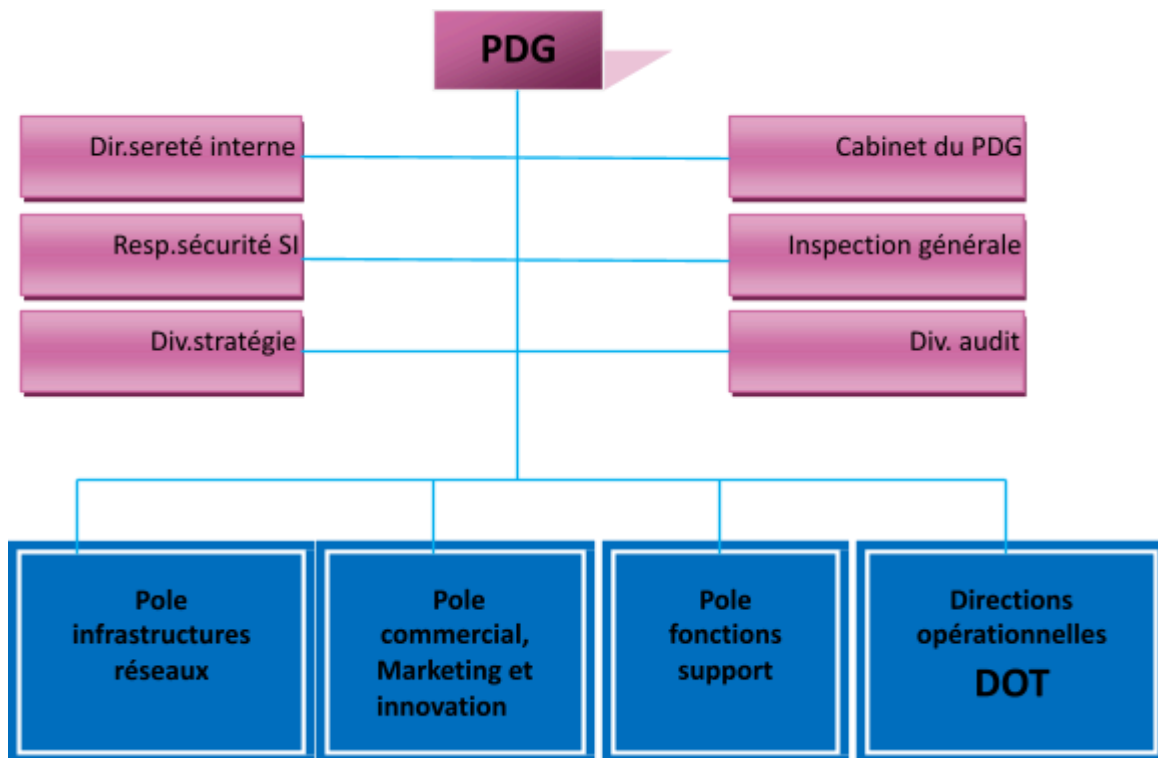 PDG
Dir.sereté interne
Cabinet du PDG
Resp.sécurité SI
Inspection générale
Div.stratégie
Div. audit
Pole
infrastructures
réseaux
Pole
commercial,
Marketing et
innovation
Pole
fonctions
support
Directions
opérationnelles
DOT